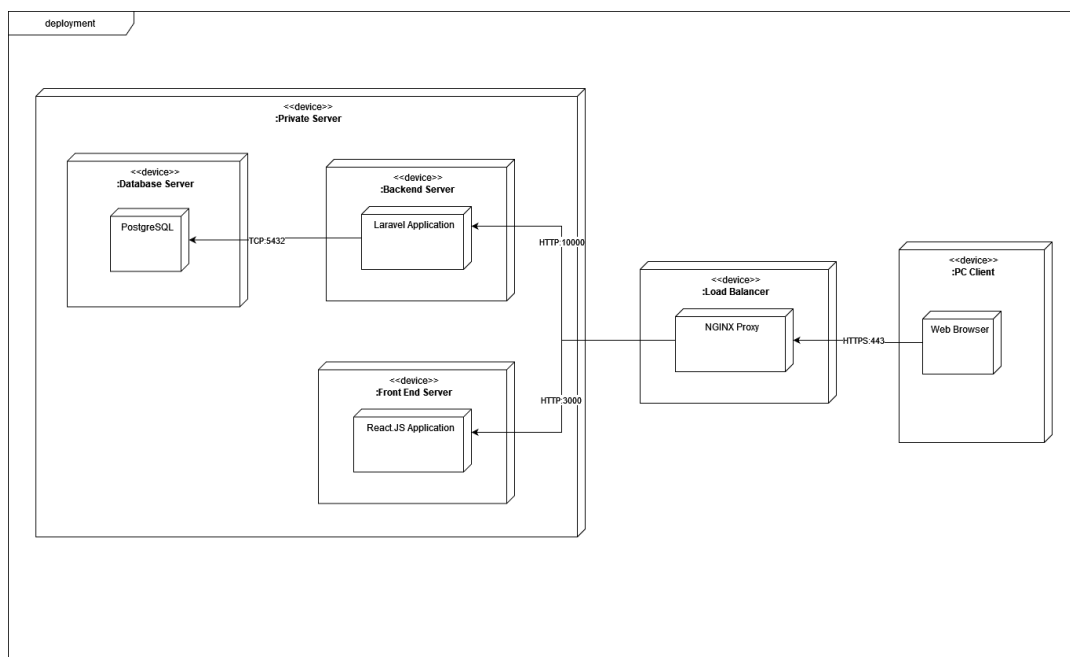 deployment
<<device>>
:Private Server
<<device>>
:Database Server
PostgreSQL
TCP:5432
<<device>>
:Backend Server
Laravel Application
HTTP:10000
<<device>>
:Front End Server
React.JS Application
HTTP:3000
<<device>>
:Load Balancer
NGINX Proxy
HTTPS:443
<<device>>
:PC Client
Web Browser